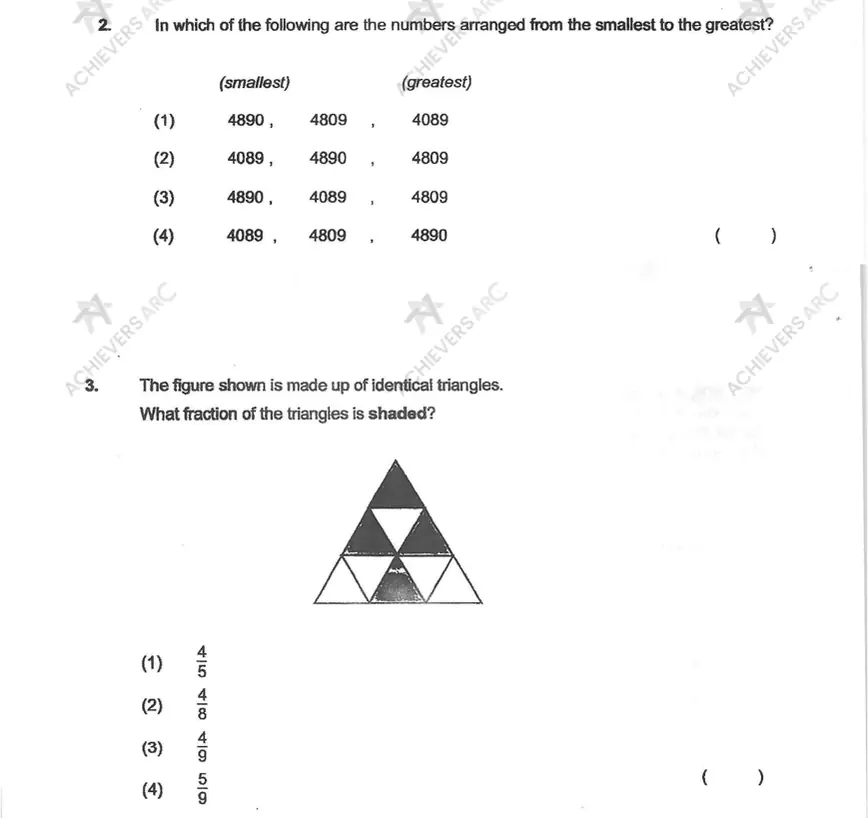 2. In which of the following are the numbers arranged from the smallest to the greatest?
(smallest) (greatest)
(1) 4890 , 4809 , 4089
(2) 4089 , 4890 , 4809
(3) 4890 , 4089 , 4809
(4) 4089 , 4809 , 4890 ( )
ACHIEVERS ARC
ACHIEVERS ARC
ACHIEVERS ARC
ACHIEVERS ARC
ACHIEVERS ARC
ACHIEVERS ARC
3. The figure shown is made up of identical triangles.
What fraction of the triangles is shaded?
(1) 4/5
(2) 4/8
(3) 4/9
(4) 5/9 ( )